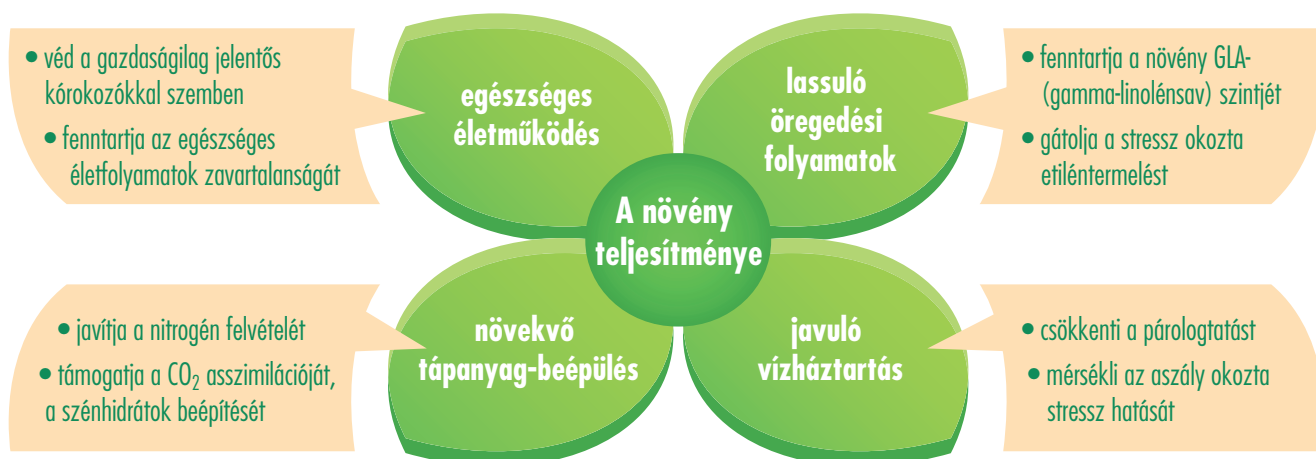 • véd a gazdaságilag jelentős
kórokozókkal szemben
• fenntartja az egészséges
életfolyamatok zavartalanságát
egészséges
életműködés
lassuló
öregedési
folyamatok
• fenntartja a növény GLA-
(gamma-linolénsav) szintjét
• gátolja a stressz okozta
etiléntermelést
A növény
teljesítménye
• javítja a nitrogén felvételét
• támogatja a CO₂ asszimilációját,
a szénhidrátok beépítését
növekvő
tápanyag-beépülés
javuló
vízháztartás
• csökkenti a párologtatást
• mérsékli az aszály okozta
stressz hatását